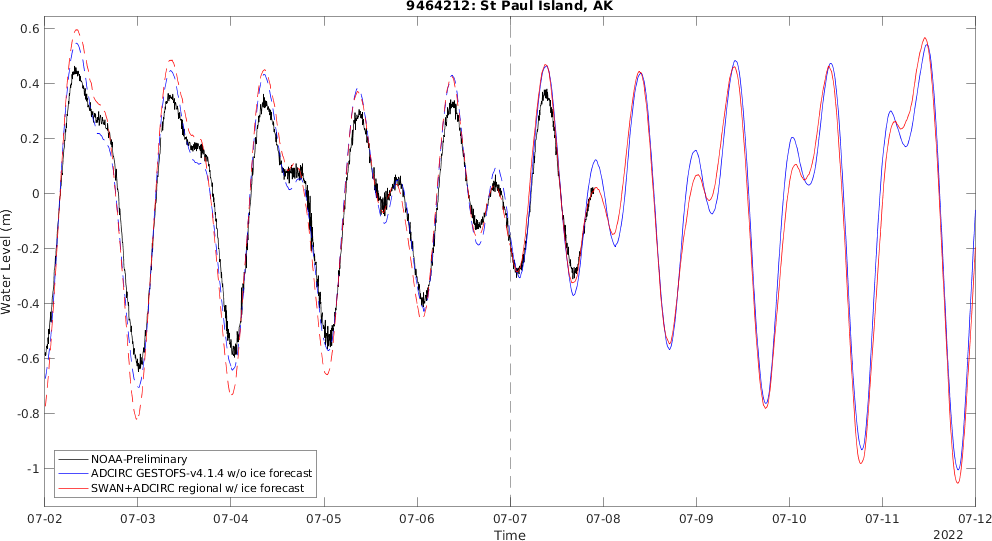 9464212: St Paul Island, AK
Water Level (m)
0.6
0.4
0.2
0
-0.2
-0.4
-0.6
-0.8
-1
NOAA-Preliminary
ADCIRC GESTOFS-v4.1.4 w/o ice forecast
SWAN+ADCIRC regional w/ ice forecast
07-02 07-03 07-04 07-05 07-06 07-07 07-08 07-09 07-10 07-11 07-12
Time
2022